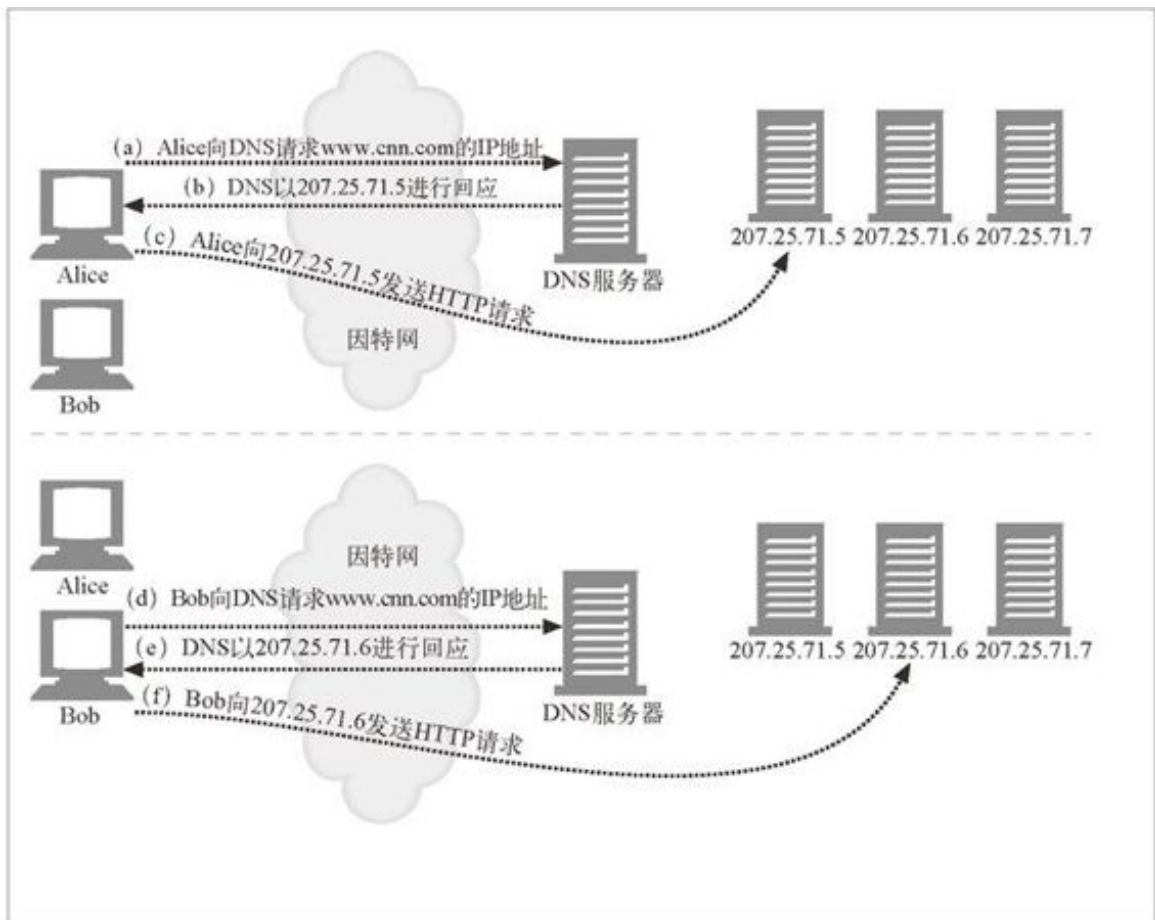 (a) Alice向DNS请求www.cnn.com的IP地址
(b) DNS以207.25.71.5进行回应
(c) Alice向207.25.71.5发送HTTP请求
Alice
DNS服务器
207.25.71.5 207.25.71.6 207.25.71.7
因特网
Bob
Alice
因特网
(d) Bob向DNS请求www.cnn.com的IP地址
(e) DNS以207.25.71.6进行回应
(f) Bob向207.25.71.6发送HTTP请求
Bob
DNS服务器
207.25.71.5 207.25.71.6 207.25.71.7